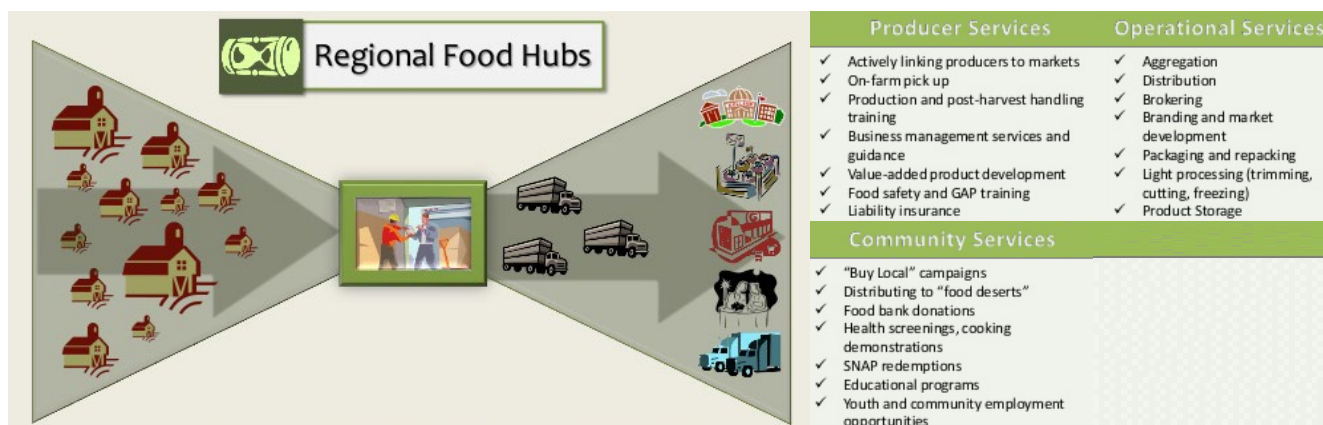 Regional Food Hubs
Producer Services
✓ Actively linking producers to markets
✓ On-farm pick up
✓ Production and post-harvest handling
training
✓ Business management services and
guidance
✓ Value-added product development
✓ Food safety and GAP training
✓ Liability insurance
Operational Services
✓ Aggregation
✓ Distribution
✓ Brokering
✓ Branding and market
development
✓ Packaging and repacking
✓ Light processing (trimming,
cutting, freezing)
✓ Product Storage
Community Services
✓ “Buy Local” campaigns
✓ Distributing to “food deserts”
✓ Food bank donations
✓ Health screenings, cooking
demonstrations
✓ SNAP redemptions
✓ Educational programs
✓ Youth and community employment
opportunities